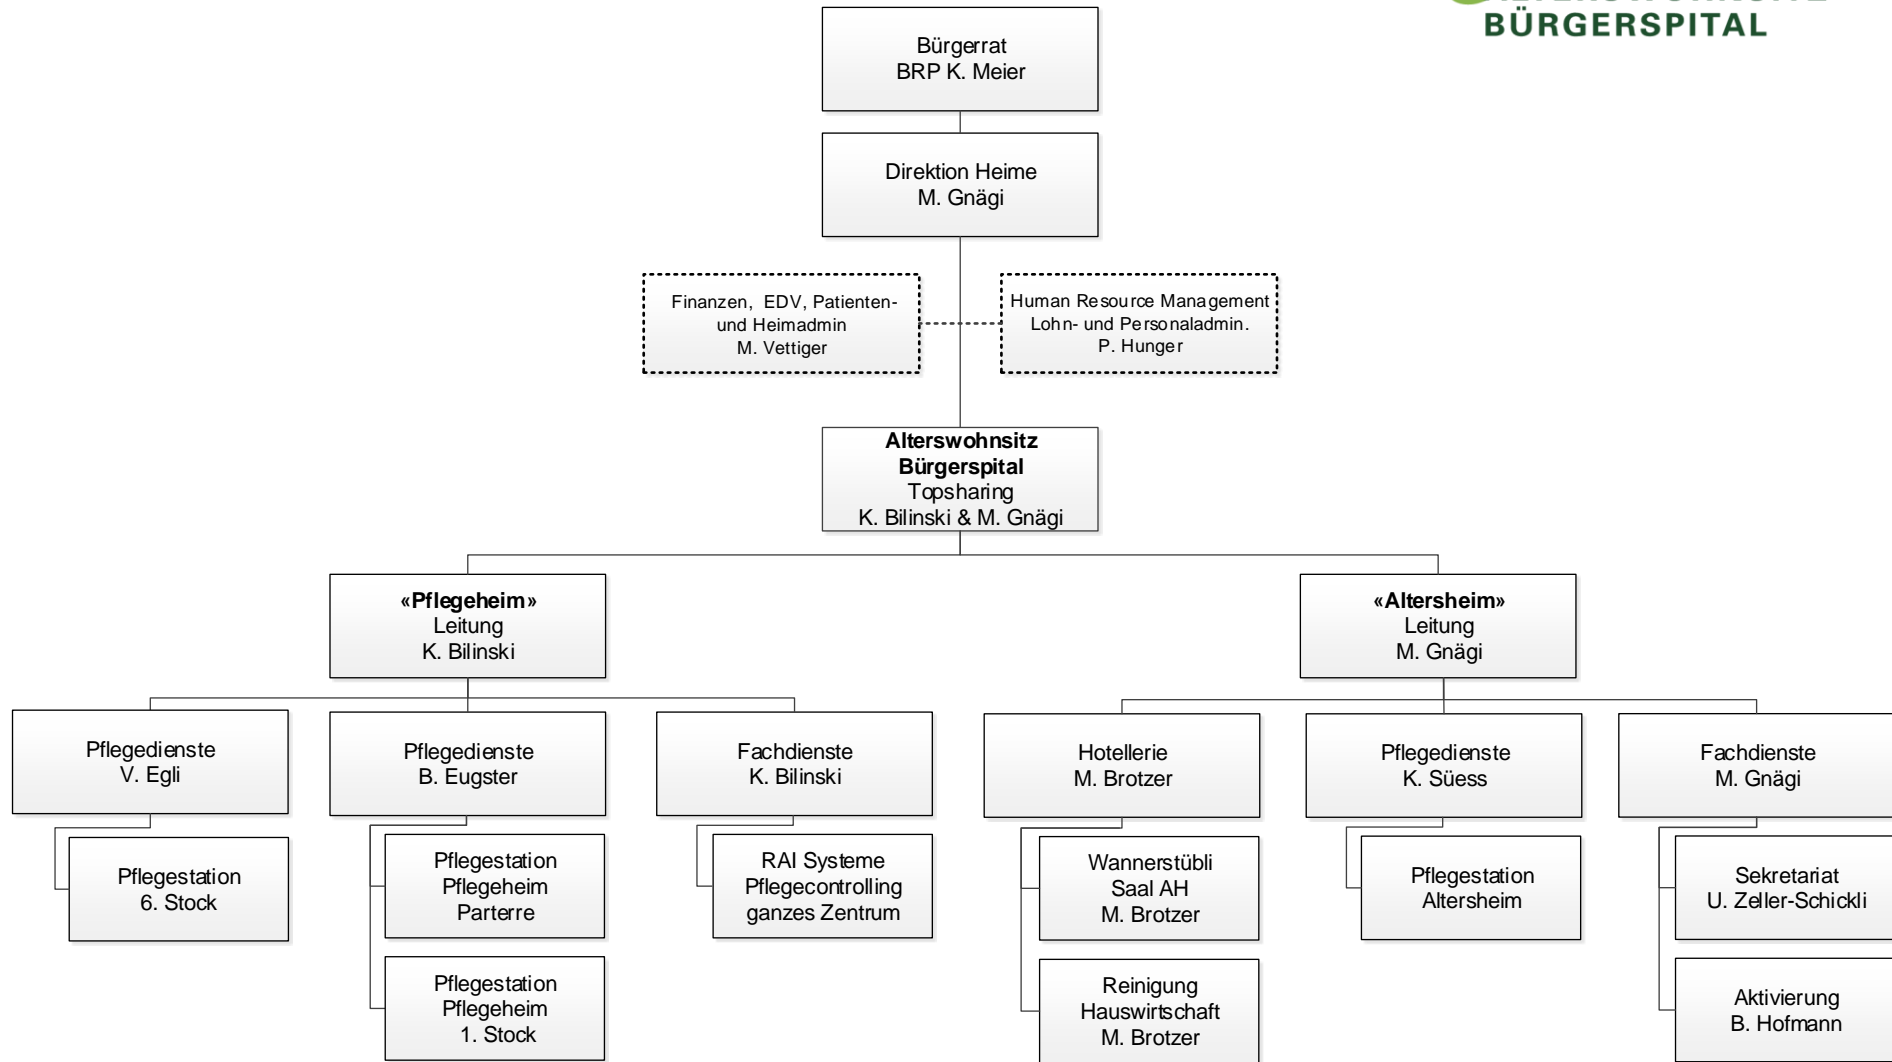 BÜRGERSPITAL
Bürgerrat
BRP K. Meier
Direktion Heime
M. Gnägi
Finanzen, EDV, Patienten-
und Heimadmin
M. Vettiger
Human Resource Management
Lohn- und Personaladmin.
P. Hunger
Alterswohnsitz
Bürgerspital
Topsharing
K. Bilinski & M. Gnägi
«Pflegeheim»
Leitung
K. Bilinski
«Altersheim»
Leitung
M. Gnägi
Pflegedienste
V. Egli
Pflegedienste
B. Eugster
Fachdienste
K. Bilinski
Hotellerie
M. Brotzer
Pflegedienste
K. Süess
Fachdienste
M. Gnägi
Pflegestation
6. Stock
Pflegestation
Pflegeheim
Parterre
RAI Systeme
Pflegecontrolling
ganzes Zentrum
Wannerstübli
Saal AH
M. Brotzer
Pflegestation
Altersheim
Sekretariat
U. Zeller-Schickli
Pflegestation
Pflegeheim
1. Stock
Reinigung
Hauswirtschaft
M. Brotzer
Aktivierung
B. Hofmann